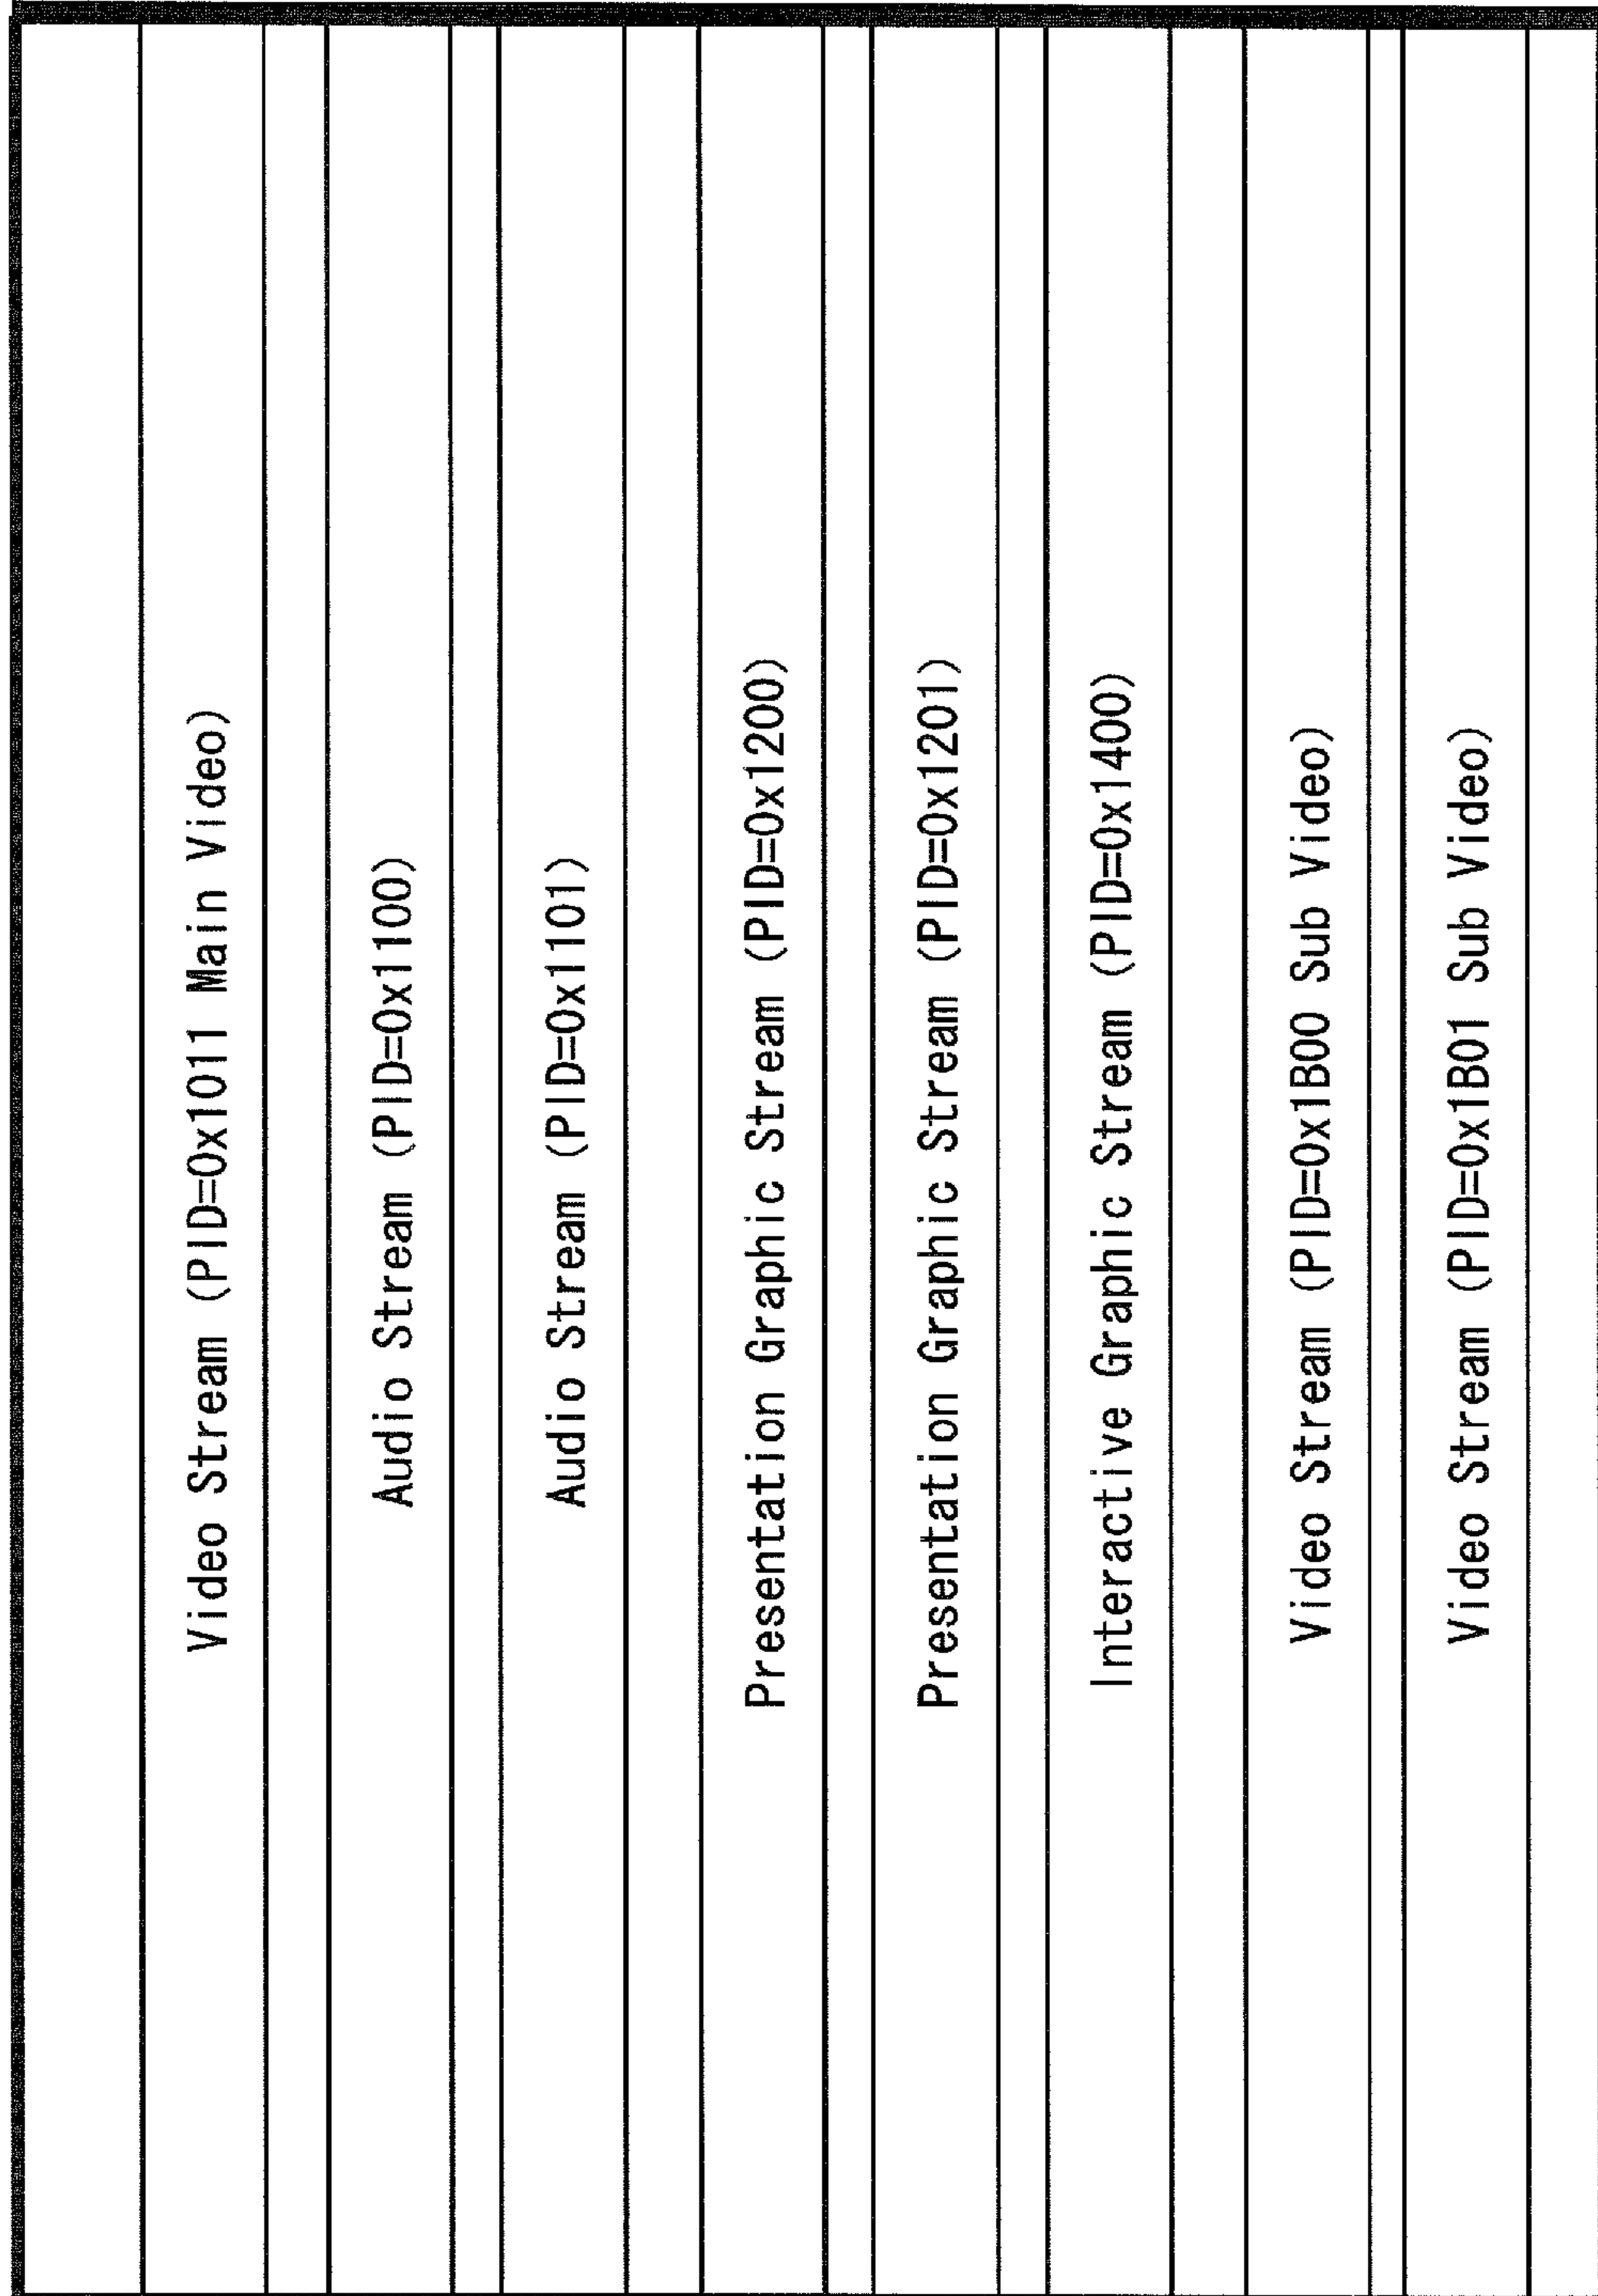 Video Stream (PID=0x1011 Main Video)
Audio Stream (PID=0x1100)
Audio Stream (PID=0x1101)
Presentation Graphic Stream (PID=0x1200)
Presentation Graphic Stream (PID=0x1201)
Interactive Graphic Stream (PID=0x1400)
Video Stream (PID=0x1B00 Sub Video)
Video Stream (PID=0x1B01 Sub Video)